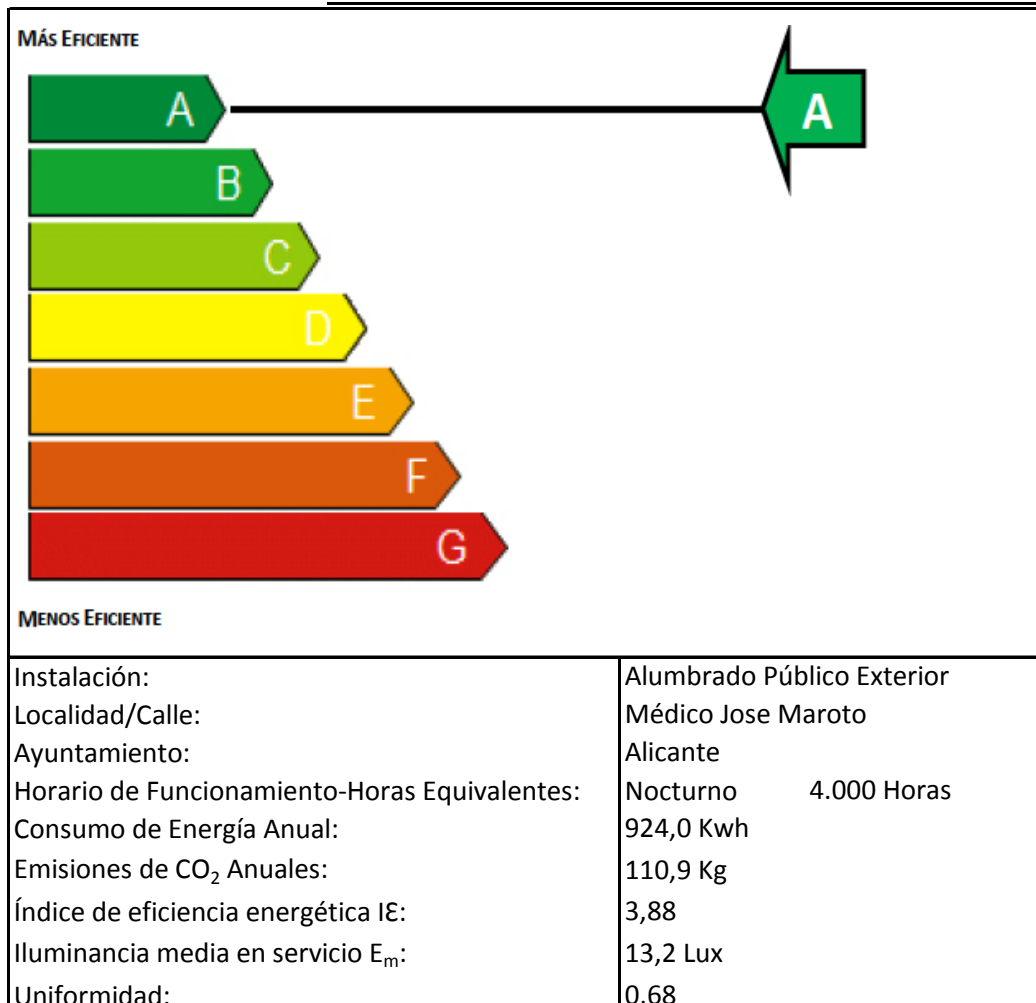 MÁS EFICIENTE
A
A
B
C
D
E
F
G
MENOS EFICIENTE
Instalación: Alumbrado Público Exterior
Localidad/Calle: Médico Jose Maroto
Ayuntamiento: Alicante
Horario de Funcionamiento-Horas Equivalentes: Nocturno 4.000 Horas
Consumo de Energía Anual: 924,0 Kwh
Emisiones de CO₂ Anuales: 110,9 Kg
Índice de eficiencia energética IƐ: 3,88
Iluminancia media en servicio Eₘ: 13,2 Lux
Uniformidad: 0,68